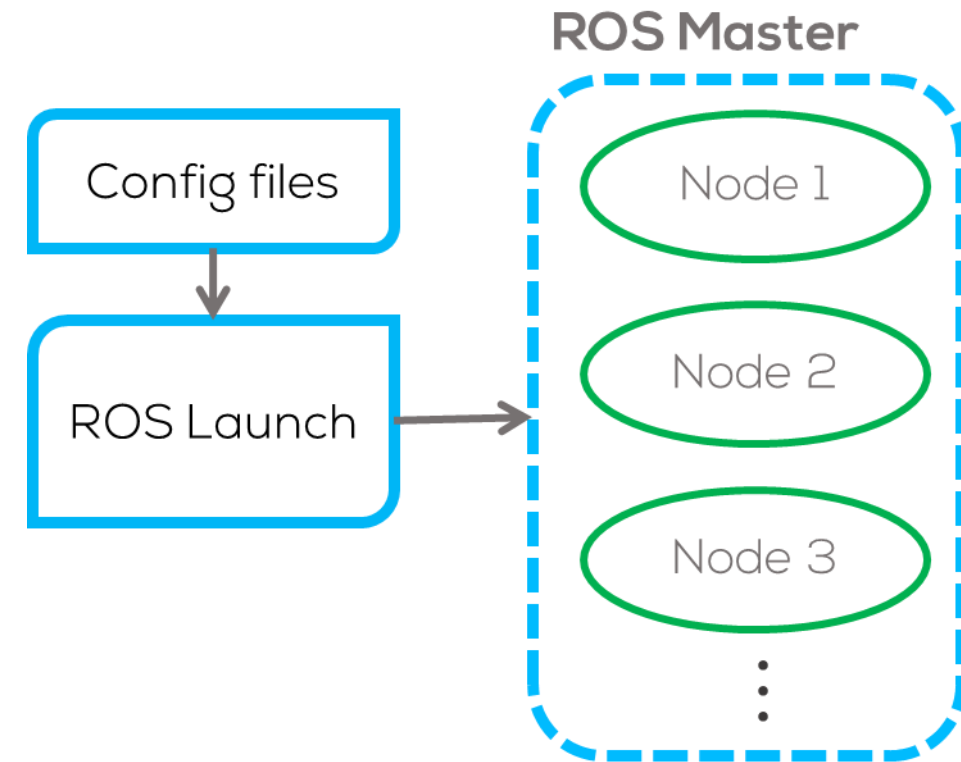 ROS Master
Config files
ROS Launch
Node 1
Node 2
Node 3